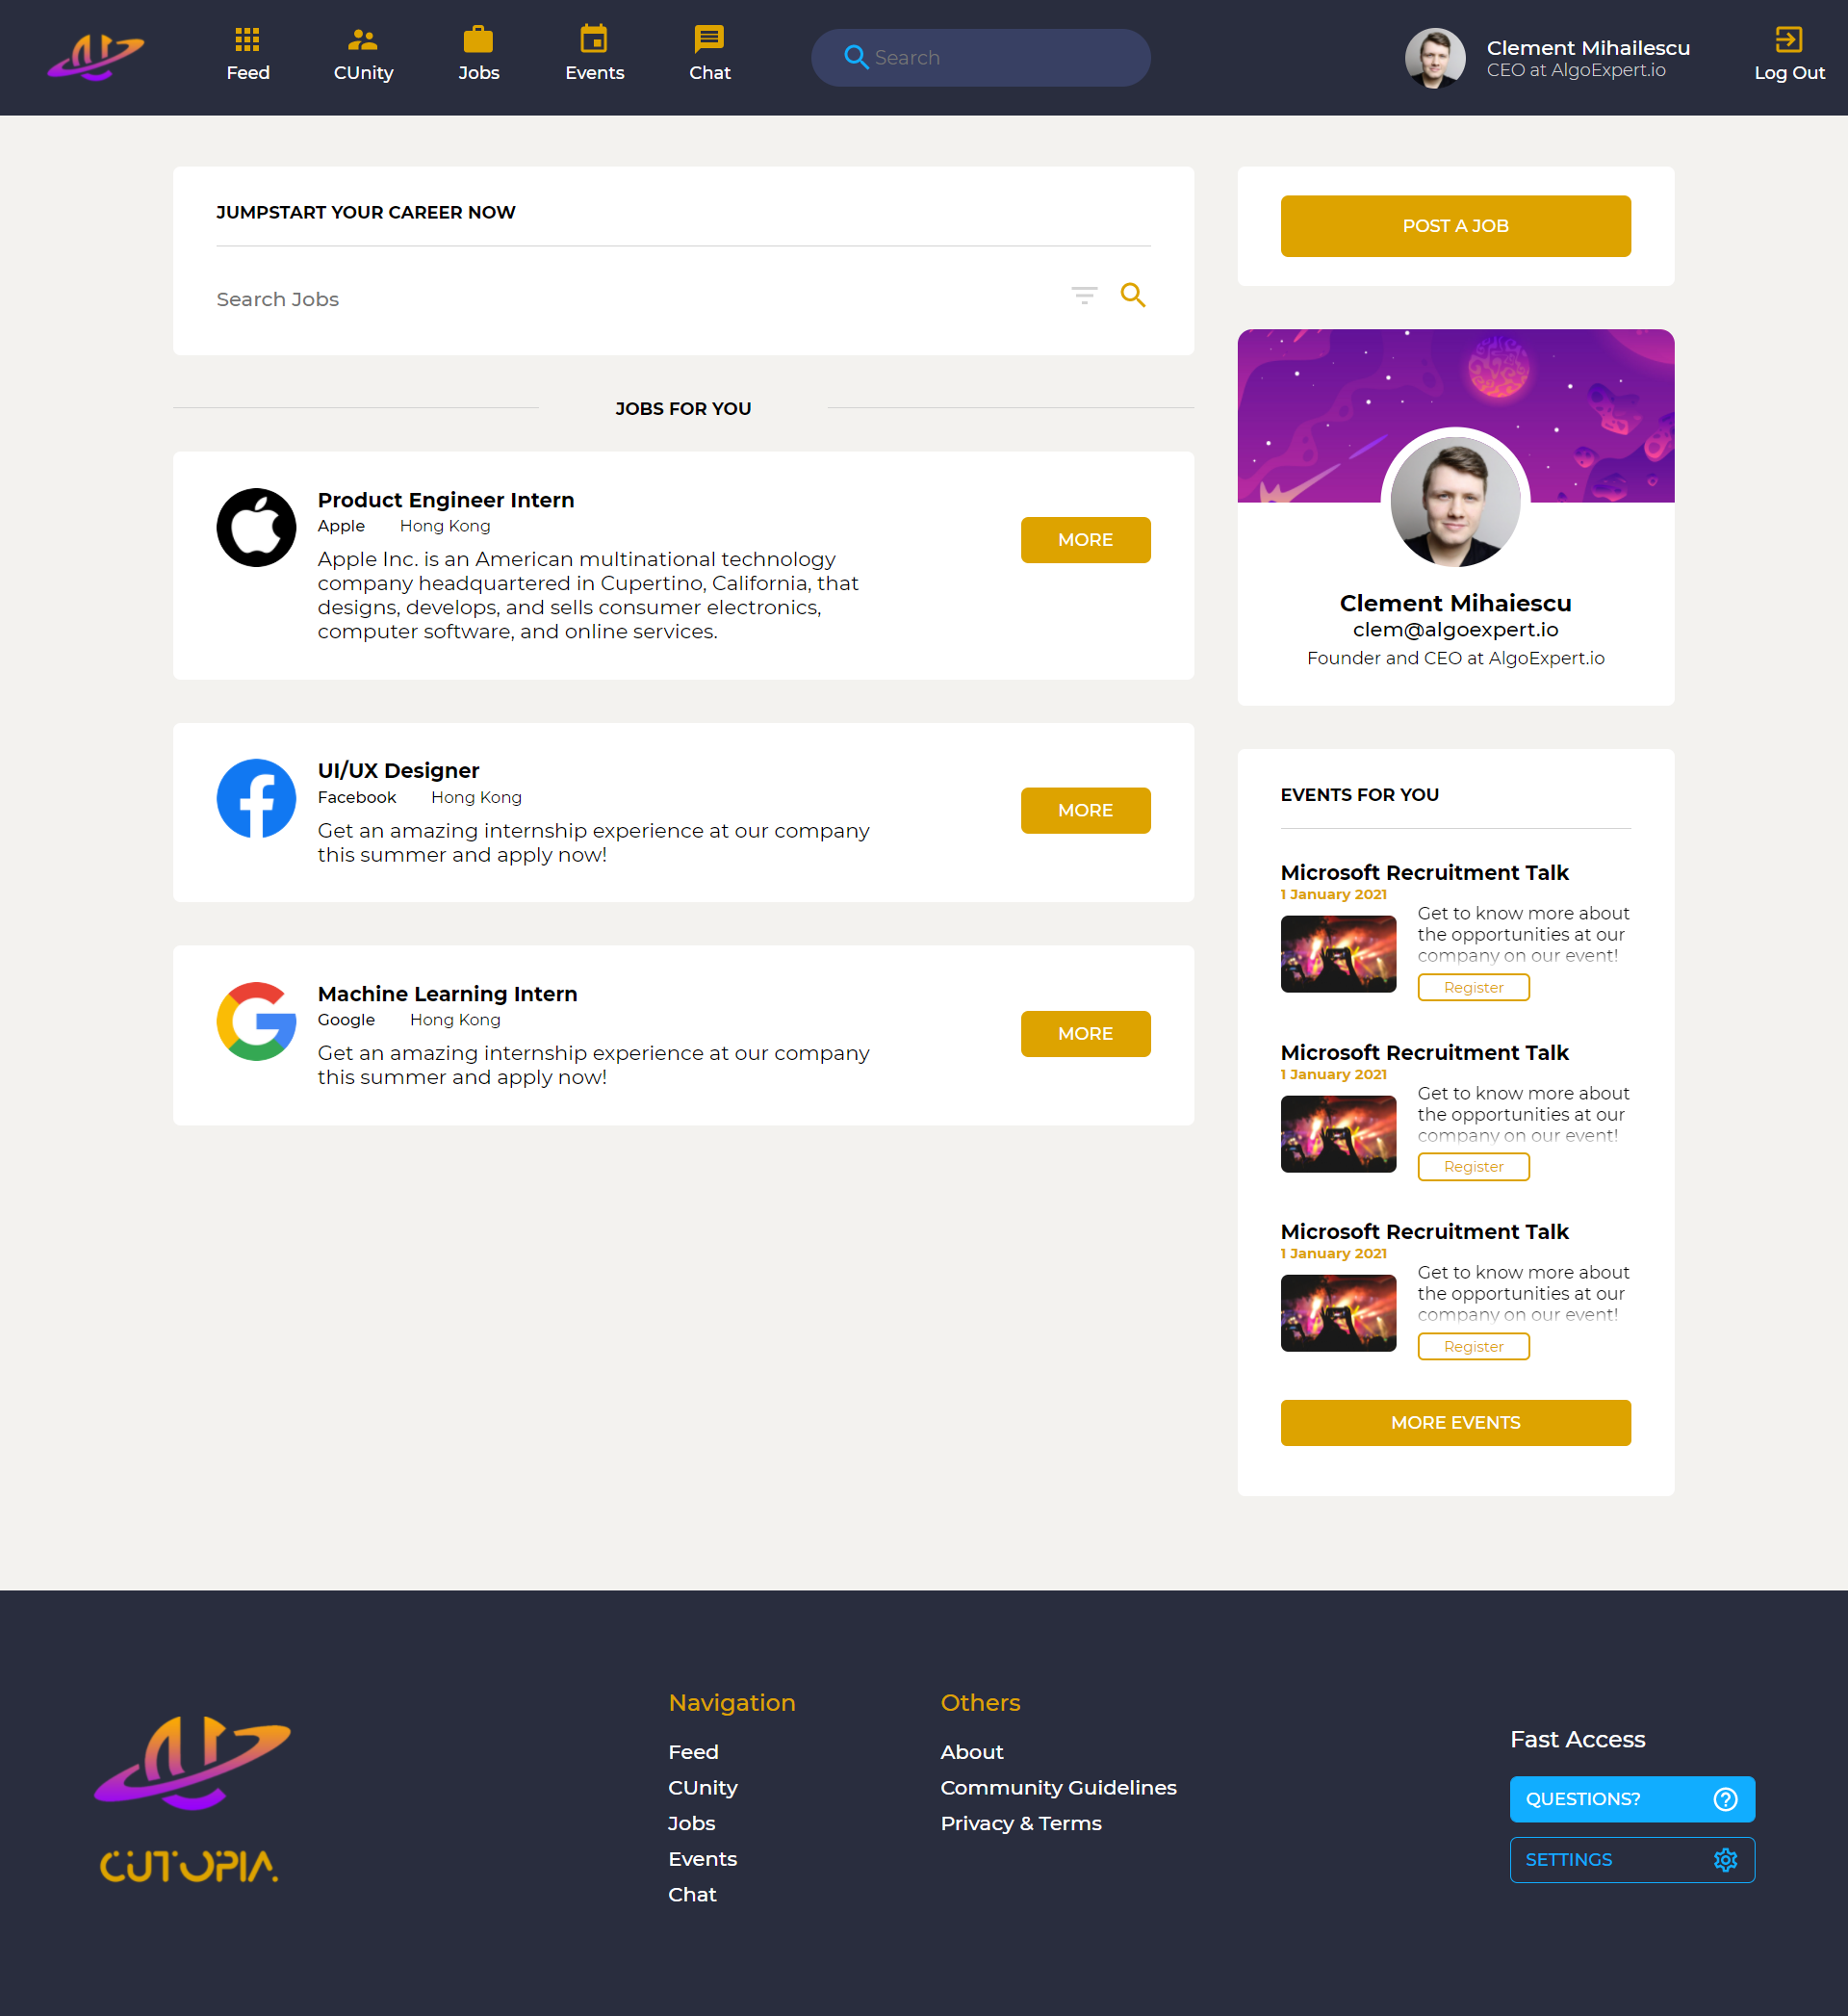 Feed
CUnity
Jobs
Events
Chat
Search
Clement Mihailescu
CEO at AlgoExpert.io
Log Out
JUMPSTART YOUR CAREER NOW
Search Jobs
JOBS FOR YOU
Product Engineer Intern
Apple Hong Kong
Apple Inc. is an American multinational technology
company headquartered in Cupertino, California, that
designs, develops, and sells consumer electronics,
computer software, and online services.
MORE
UI/UX Designer
Facebook Hong Kong
Get an amazing internship experience at our company
this summer and apply now!
MORE
Machine Learning Intern
Google Hong Kong
Get an amazing internship experience at our company
this summer and apply now!
MORE
POST A JOB
Clement Mihaiescu
clem@algoexpert.io
Founder and CEO at AlgoExpert.io
EVENTS FOR YOU
Microsoft Recruitment Talk
1 January 2021
Get to know more about
the opportunities at our
company on our event!
Register
Microsoft Recruitment Talk
1 January 2021
Get to know more about
the opportunities at our
company on our event!
Register
Microsoft Recruitment Talk
1 January 2021
Get to know more about
the opportunities at our
company on our event!
Register
MORE EVENTS
CUTOPIA
Navigation
Feed
CUnity
Jobs
Events
Chat
Others
About
Community Guidelines
Privacy & Terms
Fast Access
QUESTIONS?
SETTINGS